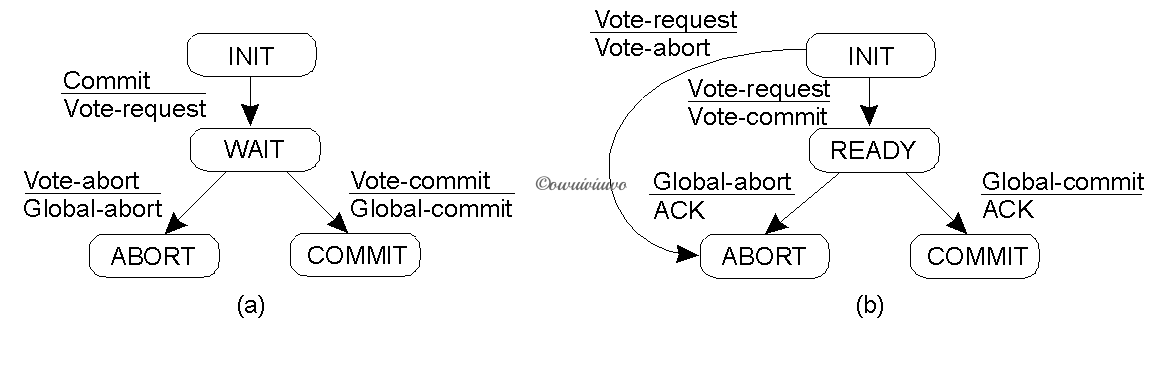 INIT
Commit
Vote-request
WAIT
Vote-abort
Global-abort
Vote-commit
Global-commit
ABORT
COMMIT
(a)
©owuiviuwo
Vote-request
Vote-abort
INIT
Vote-request
Vote-commit
READY
Global-abort
ACK
Global-commit
ACK
ABORT
COMMIT
(b)